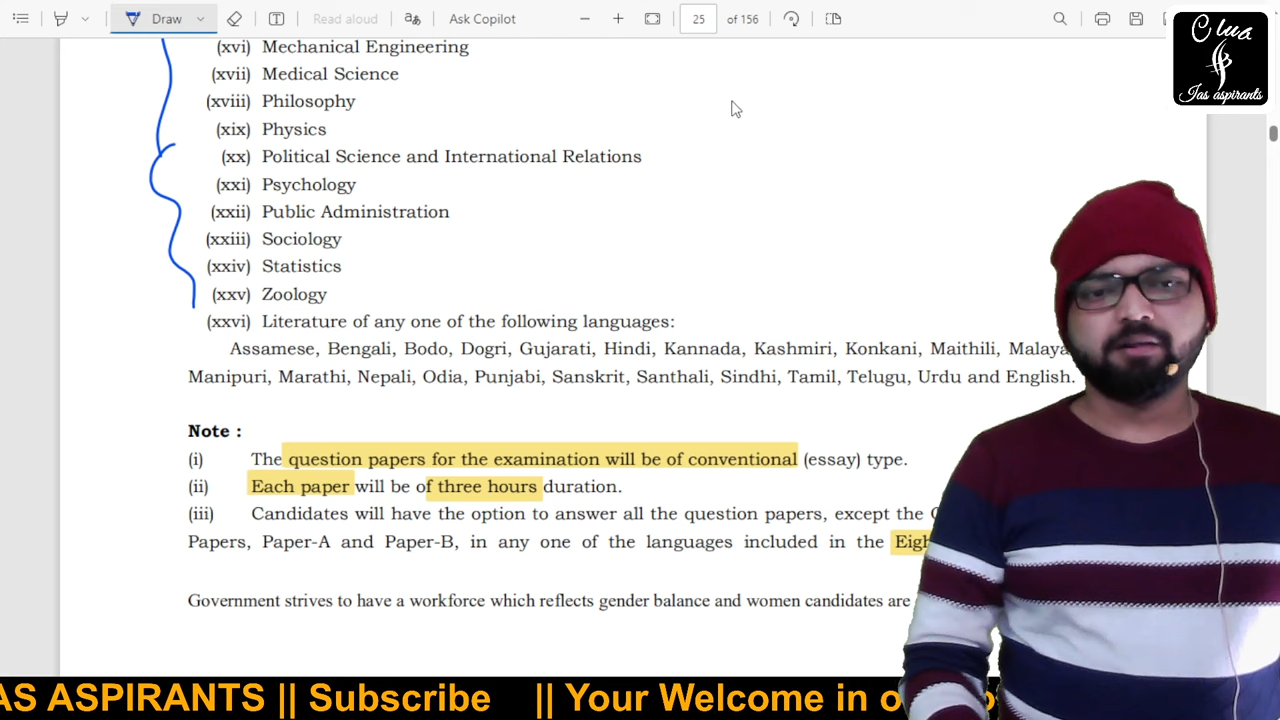 Draw
Read aloud
Ask Copilot
25 of 156
C lua
Ias aspirants
(xvi) Mechanical Engineering
(xvii) Medical Science
(xviii) Philosophy
(xix) Physics
(xx) Political Science and International Relations
(xxi) Psychology
(xxii) Public Administration
(xxiii) Sociology
(xxiv) Statistics
(xxv) Zoology
(xxvi) Literature of any one of the following languages:
Assamese, Bengali, Bodo, Dogri, Gujarati, Hindi, Kannada, Kashmiri, Konkani, Maithili,
Manipuri, Marathi, Nepali, Odia, Punjabi, Sanskrit, Santhali, Sindhi, Tamil, Telugu, Urdu and English.
Note :
(i) The question papers for the examination will be of conventional (essay) type.
(ii) Each paper will be of three hours duration.
(iii) Candidates will have the option to answer all the question papers, except the
Papers, Paper-A and Paper-B, in any one of the languages included in the
Government strives to have a workforce which reflects gender balance and women candidates are
AS ASPIRANTS || Subscribe || Your Welcome in